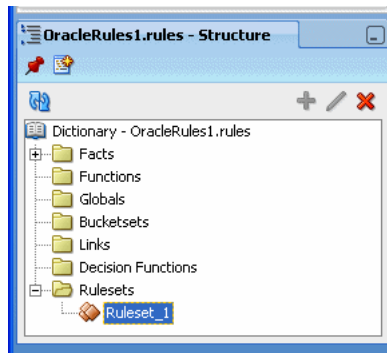 OracleRules1.rules - Structure
Dictionary - OracleRules1.rules
Facts
Functions
Globals
Bucketsets
Links
Decision Functions
Rulesets
Ruleset_1